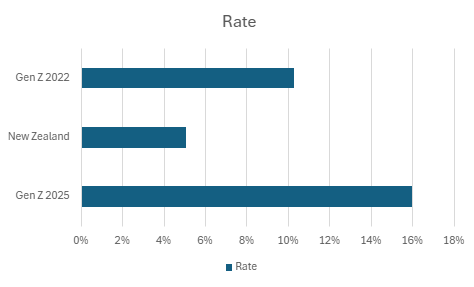 Rate
Gen Z 2022
New Zealand
Gen Z 2025
0% 2% 4% 6% 8% 10% 12% 14% 16% 18%
Rate